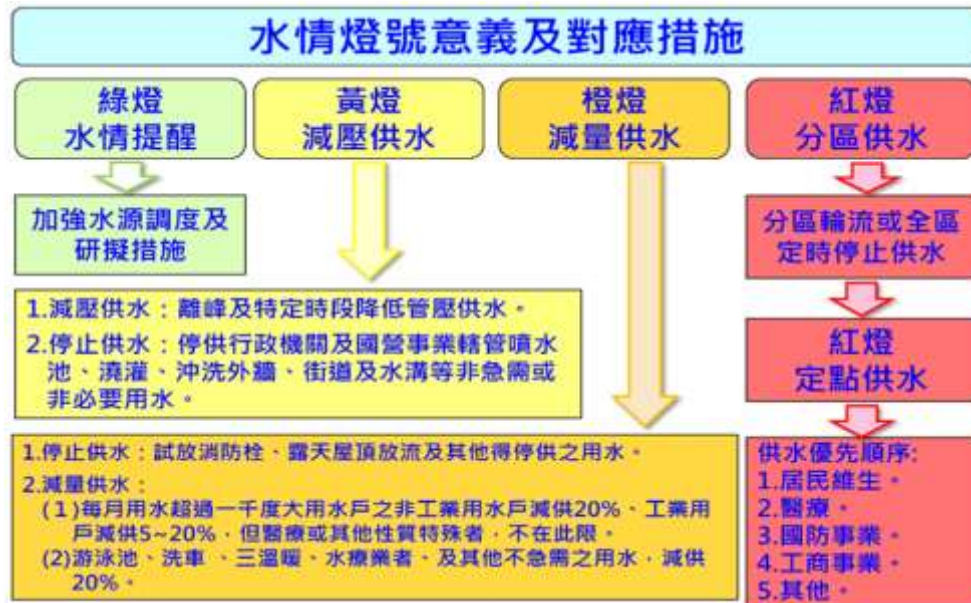 水情燈號意義及對應措施
綠燈
水情提醒
黃燈
減壓供水
橙燈
減量供水
紅燈
分區供水
加強水源調度及
研擬措施
分區輪流或全區
定時停止供水
1.減壓供水：離峰及特定時段降低管壓供水。
2.停止供水：停供行政機關及國營事業轄管噴水
池、澆灌、沖洗外牆、街道及水溝等非急需或
非必要用水。
紅燈
定點供水
1.停止供水：試放消防栓、露天屋頂放流及其他得停供之用水。
2.減量供水：
(1)每月用水超過一千度大用水戶之非工業用水戶減供20%、工業用
戶減供5~20%，但醫療或其他性質特殊者，不在此限。
(2)游泳池、洗車、三溫暖、水療業者、及其他不急需之用水，減供
20%。
供水優先順序:
1.居民維生。
2.醫療。
3.國防事業。
4.工商事業。
5.其他。